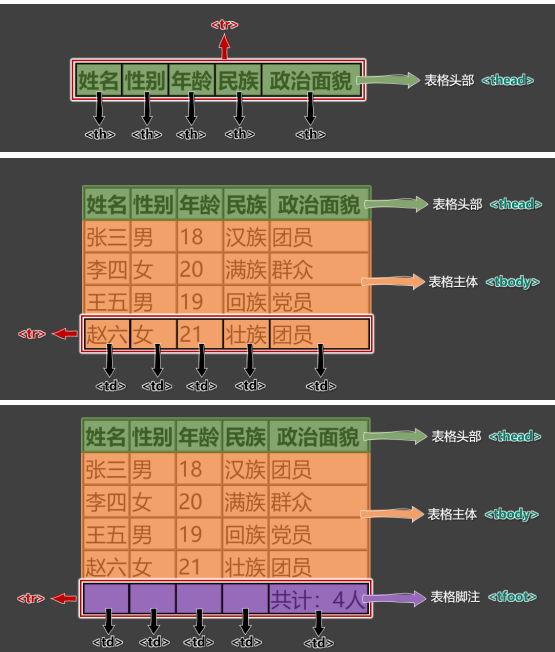 <tr>
姓名 性别 年龄 民族 政治面貌 表格头部 <thead>
<th> <th> <th> <th> <th>
姓名 性别 年龄 民族 政治面貌 表格头部 <thead>
张三 男 18 汉族 团员
李四 女 20 满族 群众
表格主体 <tbody>
王五 男 19 回族 党员
<tr> 赵六 女 21 壮族 团员
<td> <td> <td> <td> <td>
姓名 性别 年龄 民族 政治面貌 表格头部 <thead>
张三 男 18 汉族 团员
李四 女 20 满族 群众
表格主体 <tbody>
王五 男 19 回族 党员
赵六 女 21 壮族 团员
<tr> 共计：4人 表格脚注 <tfoot>
<td> <td> <td> <td> <td>